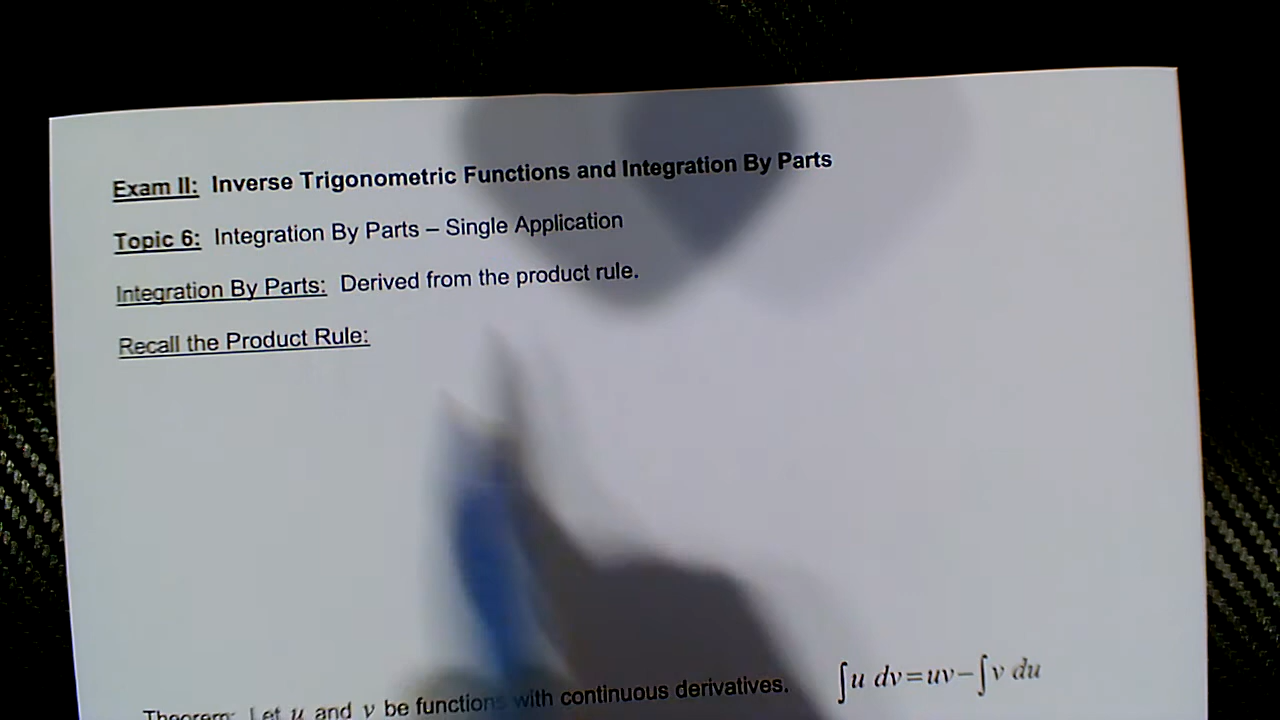 Exam II: Inverse Trigonometric Functions and Integration By Parts
Topic 6: Integration By Parts – Single Application
Integration By Parts: Derived from the product rule.
Recall the Product Rule:
Theorem: Let u and v be functions with continuous derivatives. ∫u dv=uv−∫v du